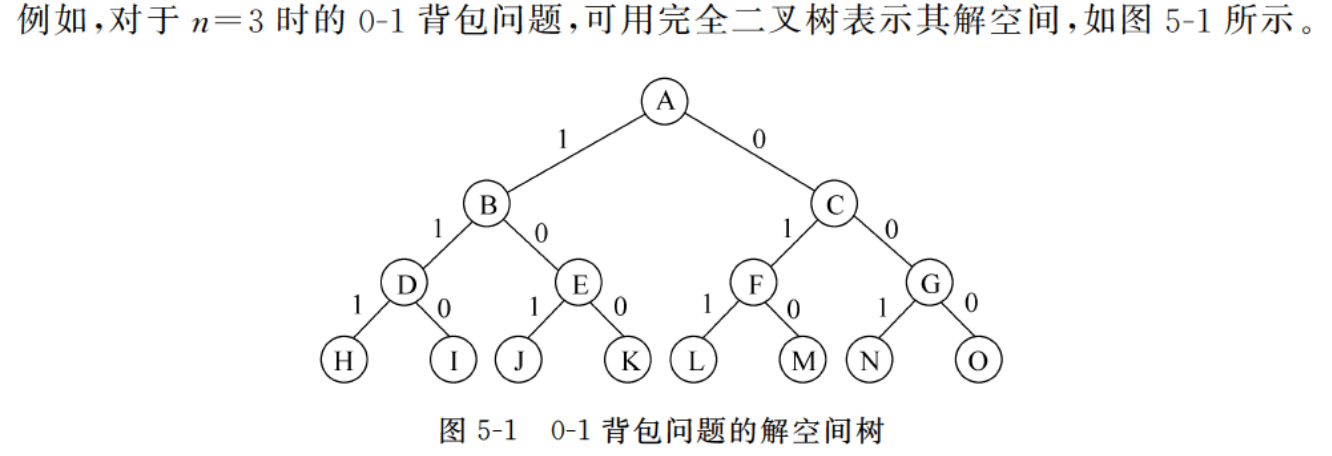 例如,对于 n=3 时的 0-1 背包问题,可用完全二叉树表示其解空间,如图 5-1 所示。
A
1 0
B C
1 0 1 0
D E F G
1 0 1 0 1 0 1 0
H I J K L M N O
图 5-1 0-1 背包问题的解空间树